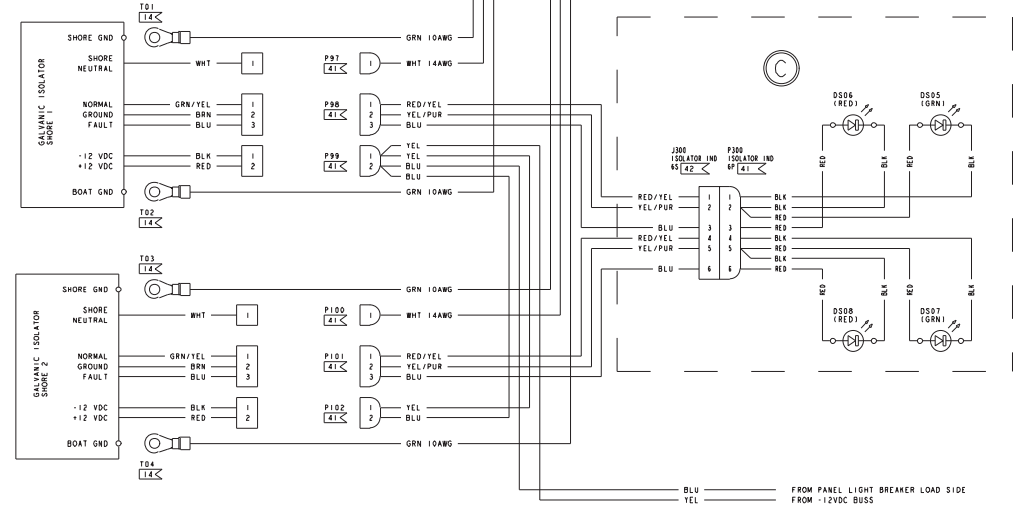 T01
14
SHORE GND
GRN 10AWG
SHORE
NEUTRAL
WHT
1
P97
41
1
WHT 14AWG
GALVANIC ISOLATOR
SHORE 1
NORMAL
GRN/YEL
1
P98
41
1
RED/YEL
GROUND
BRN
2
2
YEL/PUR
FAULT
BLU
3
3
BLU
-12 VDC
BLK
1
P99
41
1
YEL
YEL
+12 VDC
RED
2
2
BLU
BLU
BOAT GND
GRN 10AWG
T02
14
T03
14
SHORE GND
GRN 10AWG
SHORE
NEUTRAL
WHT
1
P100
41
1
WHT 14AWG
GALVANIC ISOLATOR
SHORE 2
NORMAL
GRN/YEL
1
P101
41
1
RED/YEL
GROUND
BRN
2
2
YEL/PUR
FAULT
BLU
3
3
BLU
-12 VDC
BLK
1
P102
41
1
YEL
+12 VDC
RED
2
2
BLU
BOAT GND
GRN 10AWG
T04
14
C
DS06
(RED)
DS05
(GRN)
RED
BLK
RED
BLK
J300
ISOLATOR IND
6S 42
P300
ISOLATOR IND
6P 41
RED/YEL
1
1
BLK
YEL/PUR
2
2
BLK
RED
BLU
3
3
RED
RED/YEL
4
4
BLK
YEL/PUR
5
5
RED
BLK
BLU
6
6
RED
RED
BLK
RED
BLK
DS08
(RED)
DS07
(GRN)
BLU
FROM PANEL LIGHT BREAKER LOAD SIDE
YEL
FROM -12VDC BUSS